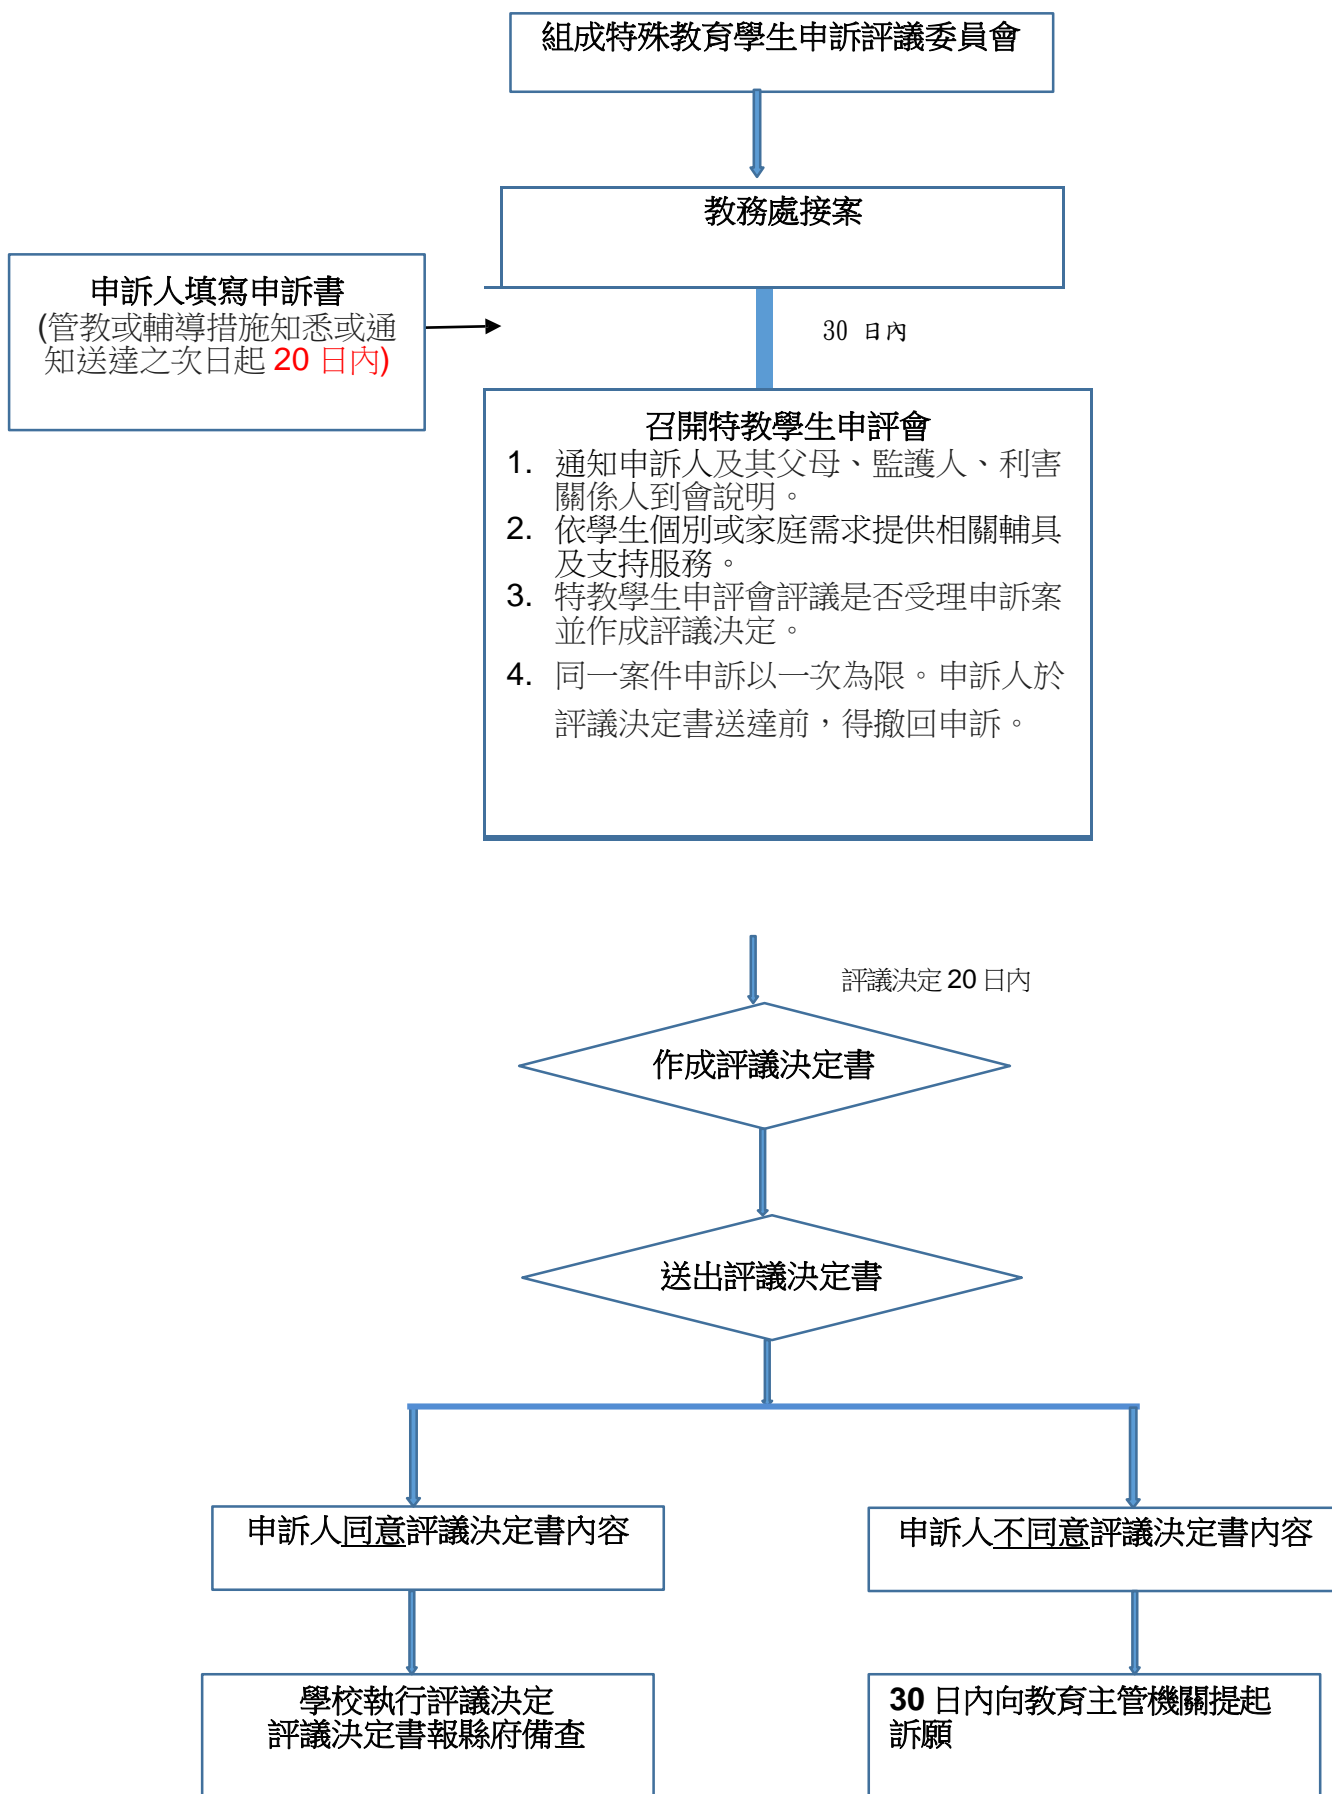 組成特殊教育學生申訴評議委員會
教務處接案
申訴人填寫申訴書
(管教或輔導措施知悉或通
知送達之次日起 20 日內)
30 日內
召開特教學生申評會
1. 通知申訴人及其父母、監護人、利害
關係人到會說明。
2. 依學生個別或家庭需求提供相關輔具
及支持服務。
3. 特教學生申評會評議是否受理申訴案
並作成評議決定。
4. 同一案件申訴以一次為限。申訴人於
評議決定書送達前，得撤回申訴。
評議決定 20 日內
作成評議決定書
送出評議決定書
申訴人同意評議決定書內容
申訴人不同意評議決定書內容
學校執行評議決定
評議決定書報縣府備查
30 日內向教育主管機關提起
訴願